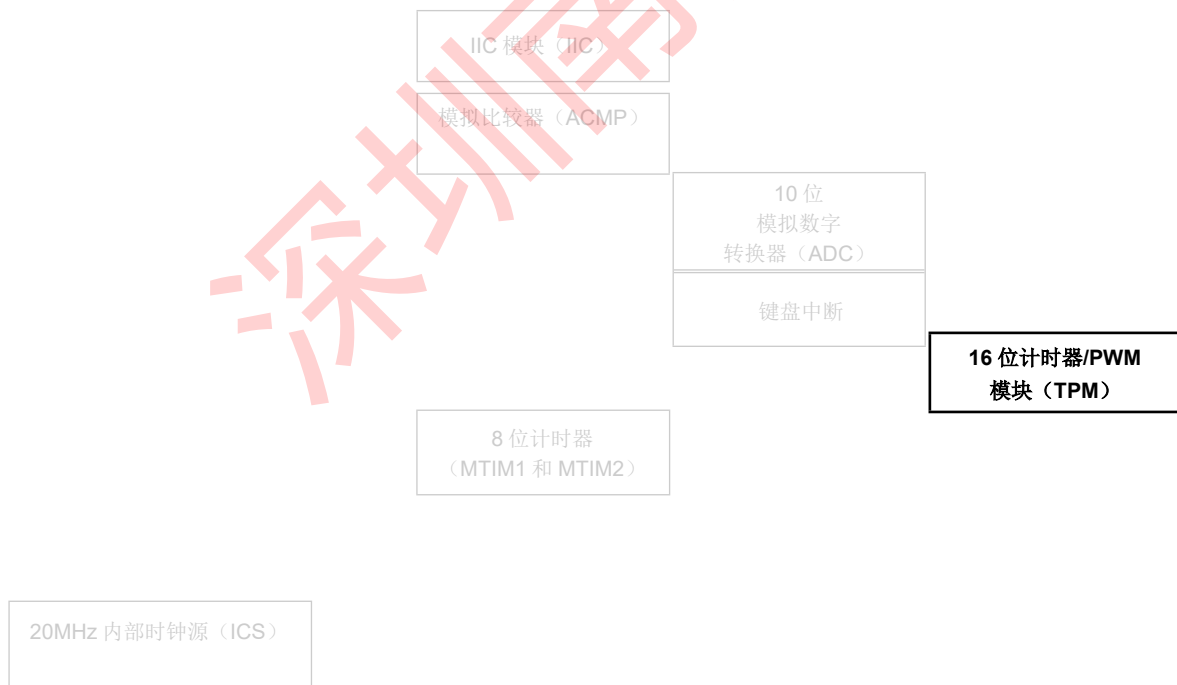 IIC 模块（IIC）
模拟比较器（ACMP）
10 位
模拟数字
转换器（ADC）
键盘中断
16 位计时器/PWM
模块（TPM）
8 位计时器
（MTIM1 和 MTIM2）
20MHz 内部时钟源（ICS）
深圳南